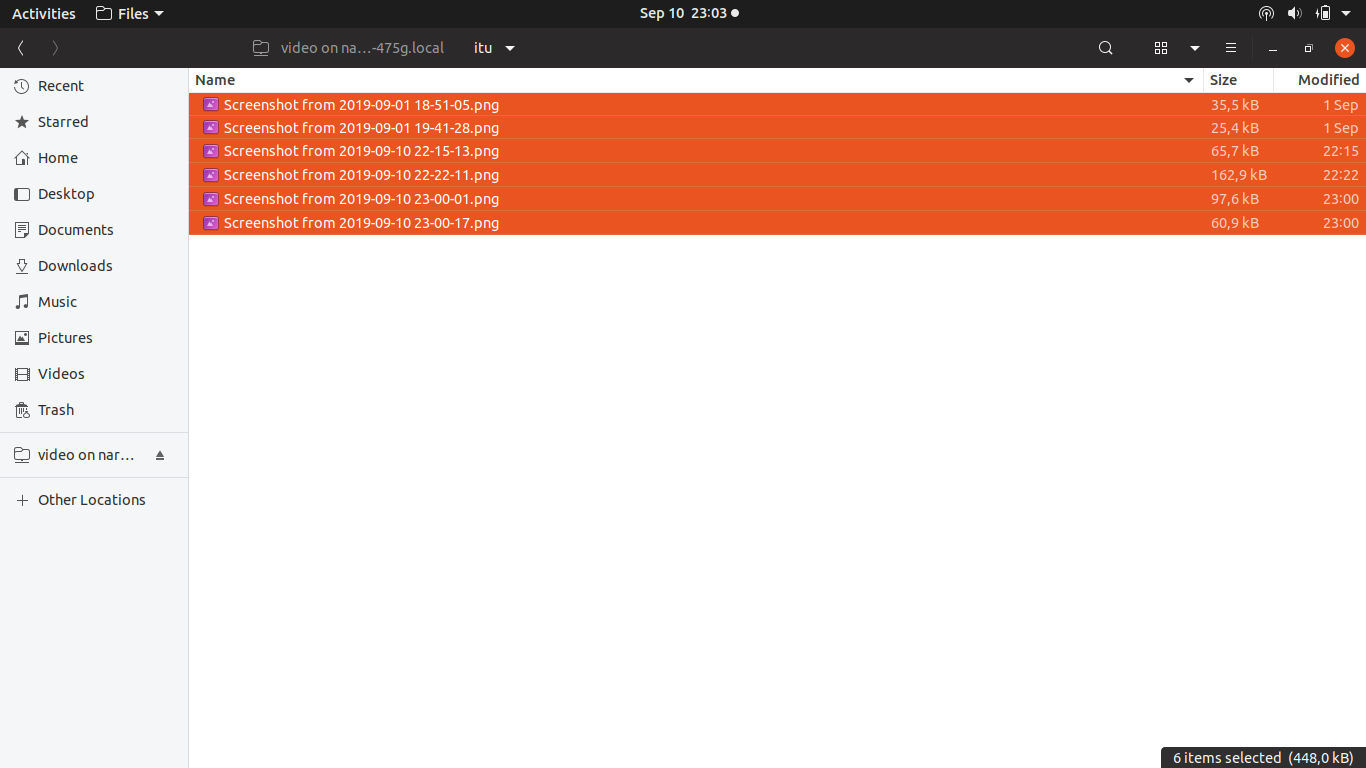 Activities Files Sep 10 23:03
video on na...-475g.local itu
Name Size Modified
Recent
Starred
Home
Desktop
Documents
Downloads
Music
Pictures
Videos
Trash
video on nar...
Other Locations
Screenshot from 2019-09-01 18-51-05.png 35,5 kB 1 Sep
Screenshot from 2019-09-01 19-41-28.png 25,4 kB 1 Sep
Screenshot from 2019-09-10 22-15-13.png 65,7 kB 22:15
Screenshot from 2019-09-10 22-22-11.png 162,9 kB 22:22
Screenshot from 2019-09-10 23-00-01.png 97,6 kB 23:00
Screenshot from 2019-09-10 23-00-17.png 60,9 kB 23:00
6 items selected (448,0 kB)